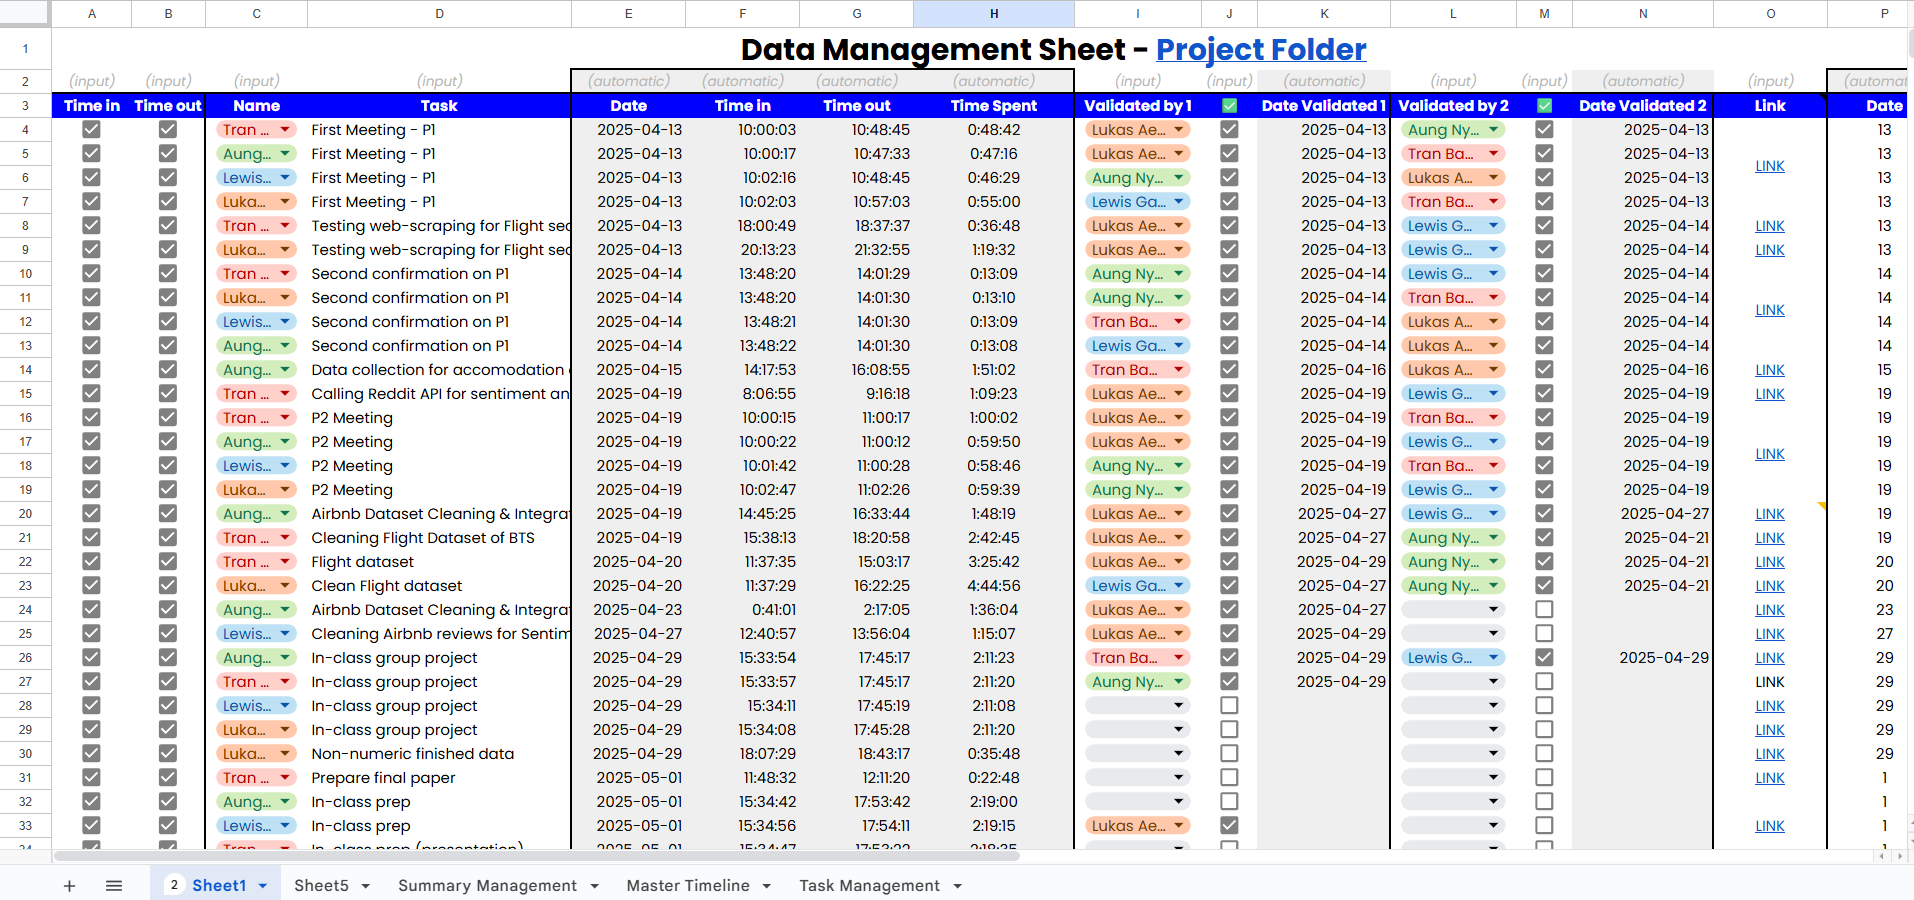 A B C D E F G H I J K L M N O P
1 Data Management Sheet - Project Folder
2 (input) (input) (input) (input) (automatic) (automatic) (automatic) (automatic) (input) (input) (automatic) (input) (input) (automatic) (input) (automat
3 Time in Time out Name Task Date Time in Time out Time Spent Validated by 1 ✅ Date Validated 1 Validated by 2 ✅ Date Validated 2 Link Date
4 Tran ... First Meeting - P1 2025-04-13 10:00:03 10:48:45 0:48:42 Lukas Ae... 2025-04-13 Aung Ny... 2025-04-13 13
5 Aung... First Meeting - P1 2025-04-13 10:00:17 10:47:33 0:47:16 Lukas Ae... 2025-04-13 Tran Ba... 2025-04-13 13
LINK
6 Lewis... First Meeting - P1 2025-04-13 10:02:16 10:48:45 0:46:29 Aung Ny... 2025-04-13 Lukas A... 2025-04-13 13
7 Luka... First Meeting - P1 2025-04-13 10:02:03 10:57:03 0:55:00 Lewis Ga... 2025-04-13 Tran Ba... 2025-04-13 13
8 Tran ... Testing web-scraping for Flight sec 2025-04-13 18:00:49 18:37:37 0:36:48 Lukas Ae... 2025-04-13 Lewis G... 2025-04-14 LINK 13
9 Luka... Testing web-scraping for Flight sec 2025-04-13 20:13:23 21:32:55 1:19:32 Lukas Ae... 2025-04-13 Lewis G... 2025-04-14 LINK 13
10 Tran ... Second confirmation on P1 2025-04-14 13:48:20 14:01:29 0:13:09 Aung Ny... 2025-04-14 Lewis G... 2025-04-14 14
11 Luka... Second confirmation on P1 2025-04-14 13:48:20 14:01:30 0:13:10 Aung Ny... 2025-04-14 Tran Ba... 2025-04-14 14
LINK
12 Lewis... Second confirmation on P1 2025-04-14 13:48:21 14:01:30 0:13:09 Tran Ba... 2025-04-14 Lukas A... 2025-04-14 14
13 Aung... Second confirmation on P1 2025-04-14 13:48:22 14:01:30 0:13:08 Lewis Ga... 2025-04-14 Lukas A... 2025-04-14 14
14 Aung... Data collection for accomodation 2025-04-15 14:17:53 16:08:55 1:51:02 Tran Ba... 2025-04-16 Lukas A... 2025-04-16 LINK 15
15 Tran ... Calling Reddit API for sentiment an 2025-04-19 8:06:55 9:16:18 1:09:23 Lukas Ae... 2025-04-19 Lewis G... 2025-04-19 LINK 19
16 Tran ... P2 Meeting 2025-04-19 10:00:15 11:00:17 1:00:02 Lukas Ae... 2025-04-19 Tran Ba... 2025-04-19 19
17 Aung... P2 Meeting 2025-04-19 10:00:22 11:00:12 0:59:50 Lukas Ae... 2025-04-19 Lewis G... 2025-04-19 19
LINK
18 Lewis... P2 Meeting 2025-04-19 10:01:42 11:00:28 0:58:46 Aung Ny... 2025-04-19 Tran Ba... 2025-04-19 19
19 Luka... P2 Meeting 2025-04-19 10:02:47 11:02:26 0:59:39 Aung Ny... 2025-04-19 Lewis G... 2025-04-19 19
20 Aung... Airbnb Dataset Cleaning & Integra 2025-04-19 14:45:25 16:33:44 1:48:19 Lukas Ae... 2025-04-27 Lewis G... 2025-04-27 LINK 19
21 Tran ... Cleaning Flight Dataset of BTS 2025-04-19 15:38:13 18:20:58 2:42:45 Lukas Ae... 2025-04-27 Aung Ny... 2025-04-21 LINK 19
22 Tran ... Flight dataset 2025-04-20 11:37:35 15:03:17 3:25:42 Lukas Ae... 2025-04-29 Aung Ny... 2025-04-21 LINK 20
23 Luka... Clean Flight dataset 2025-04-20 11:37:29 16:22:25 4:44:56 Lewis Ga... 2025-04-27 Aung Ny... 2025-04-21 LINK 20
24 Aung... Airbnb Dataset Cleaning & Integra 2025-04-23 0:41:01 2:17:05 1:36:04 Lukas Ae... 2025-04-27 LINK 23
25 Lewis... Cleaning Airbnb reviews for Sentim 2025-04-27 12:40:57 13:56:04 1:15:07 Lukas Ae... 2025-04-29 LINK 27
26 Aung... In-class group project 2025-04-29 15:33:54 17:45:17 2:11:23 Tran Ba... 2025-04-29 Lewis G... 2025-04-29 LINK 29
27 Tran ... In-class group project 2025-04-29 15:33:57 17:45:17 2:11:20 Aung Ny... 2025-04-29 LINK 29
28 Lewis... In-class group project 2025-04-29 15:34:11 17:45:19 2:11:08 LINK 29
29 Luka... In-class group project 2025-04-29 15:34:08 17:45:28 2:11:20 LINK 29
30 Luka... Non-numeric finished data 2025-04-29 18:07:29 18:43:17 0:35:48 LINK 29
31 Tran ... Prepare final paper 2025-05-01 11:48:32 12:11:20 0:22:48 LINK 1
32 Aung... In-class prep 2025-05-01 15:34:42 17:53:42 2:19:00 1
33 Lewis... In-class prep 2025-05-01 15:34:56 17:54:11 2:19:15 Lukas Ae... LINK 1
In-class prep (presentation) 2025-05-01
2 Sheet1 Sheet5 Summary Management Master Timeline Task Management